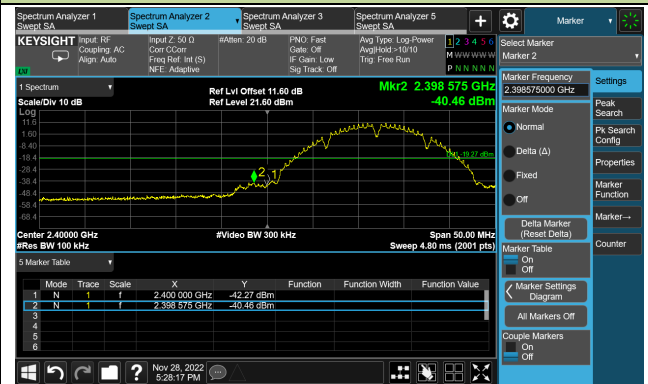 Spectrum Analyzer 1
Swept SA
Spectrum Analyzer 2
Swept SA
Spectrum Analyzer 3
Swept SA
Spectrum Analyzer 5
Swept SA
+
Marker
KEYSIGHT
Input: RF
Coupling: AC
Align: Auto
Input Z: 50 Ω
Corr CCorr
Freq Ref: Int (S)
NFE: Adaptive
#Atten: 20 dB
PNO: Fast
Gate: Off
IF Gain: Low
Sig Track: Off
Avg Type: Log-Power
Avg|Hold:>10/10
Trig: Free Run
1 2 3 4 5 6
M W W W W W
P N N N N N
Select Marker
Marker 2
1 Spectrum
Scale/Div 10 dB
Ref Lvl Offset 11.60 dB
Ref Level 21.60 dBm
Mkr2 2.398 575 GHz
-40.46 dBm
Log
11.6
1.60
-8.40
-18.4
-28.4
-38.4
-48.4
-58.4
-68.4
2
1
-19.27 dBm
Center 2.40000 GHz
#Res BW 100 kHz
#Video BW 300 kHz
Span 50.00 MHz
Sweep 4.80 ms (2001 pts)
5 Marker Table
Mode Trace Scale X Y Function Function Width Function Value
1 N 1 f 2.400 000 GHz -42.27 dBm
2 N 1 f 2.398 575 GHz -40.46 dBm
3
4
5
6
Marker Frequency
2.398575000 GHz
Marker Mode
Normal
Delta (Δ)
Fixed
Off
Delta Marker
(Reset Delta)
Marker Table
On
Off
Marker Settings
Diagram
All Markers Off
Couple Markers
On
Off
Settings
Peak
Search
Pk Search
Config
Properties
Marker
Function
Marker→
Counter
?
Nov 28, 2022
5:28:17 PM